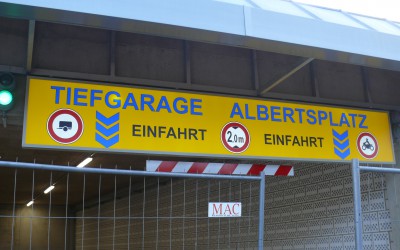 TIEFGARAGE ALBERTSPLATZ
EINFAHRT 2,0m EINFAHRT
MAC